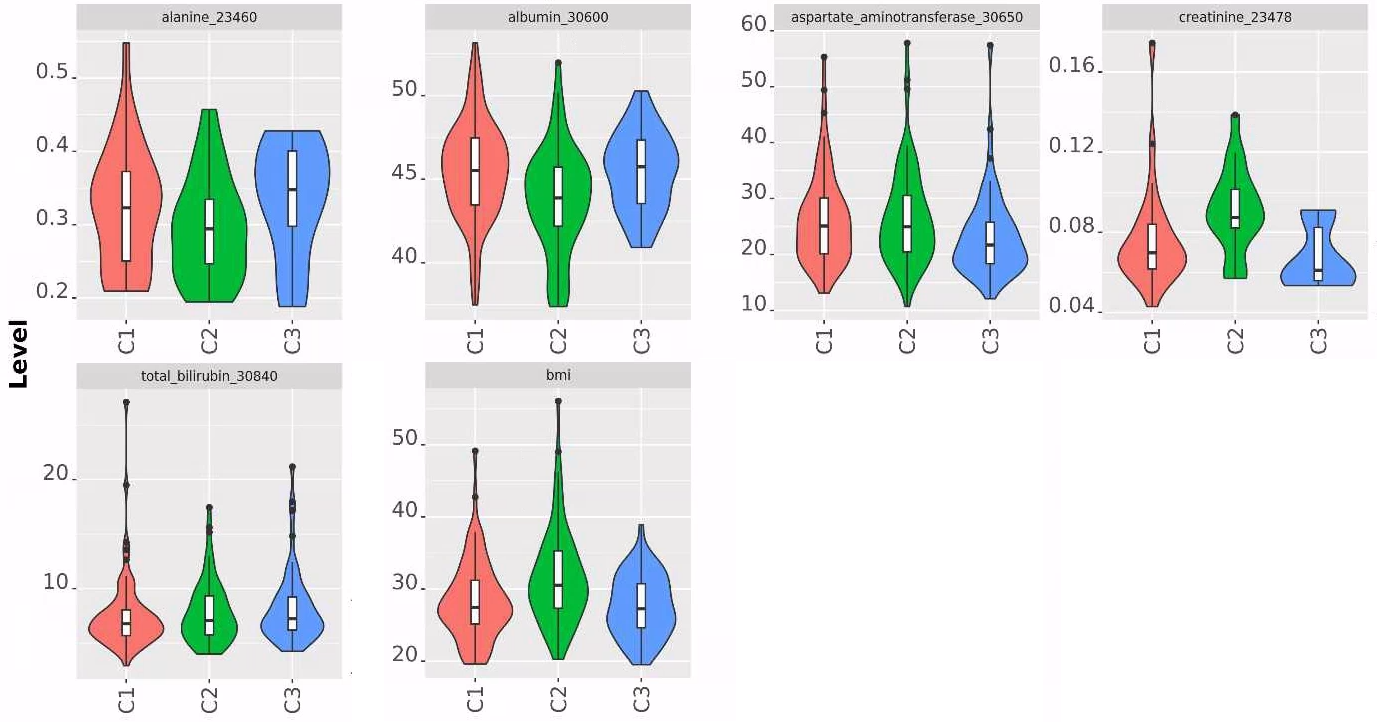 alanine_23460 albumin_30600 aspartate_aminotransferase_30650 creatinine_23478
0.5
0.4
0.3
0.2
C1 C2 C3
50
45
40
C1 C2 C3
60
50
40
30
20
10
C1 C2 C3
0.16
0.12
0.08
0.04
C1 C2 C3
Level
total_bilirubin_30840 bmi
20
10
C1 C2 C3
50
40
30
20
C1 C2 C3